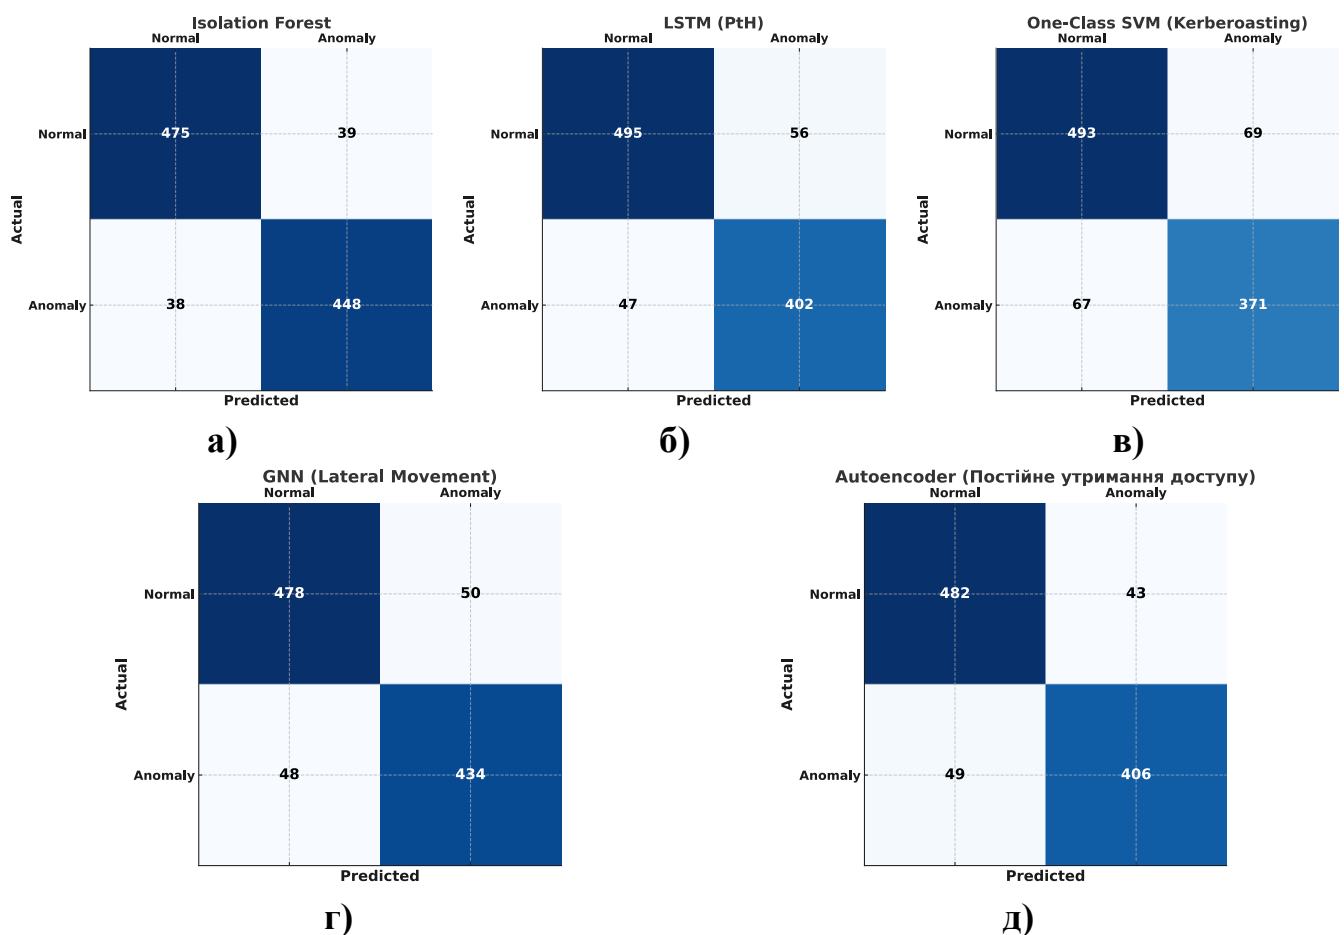 Isolation Forest
Normal Anomaly
Normal 475 39
Actual
Anomaly 38 448
Predicted
а)
LSTM (PtH)
Normal Anomaly
Normal 495 56
Actual
Anomaly 47 402
Predicted
б)
One-Class SVM (Kerberoasting)
Normal Anomaly
Normal 493 69
Actual
Anomaly 67 371
Predicted
в)
GNN (Lateral Movement)
Normal Anomaly
Normal 478 50
Actual
Anomaly 48 434
Predicted
г)
Autoencoder (Постійне утримання доступу)
Normal Anomaly
Normal 482 43
Actual
Anomaly 49 406
Predicted
д)